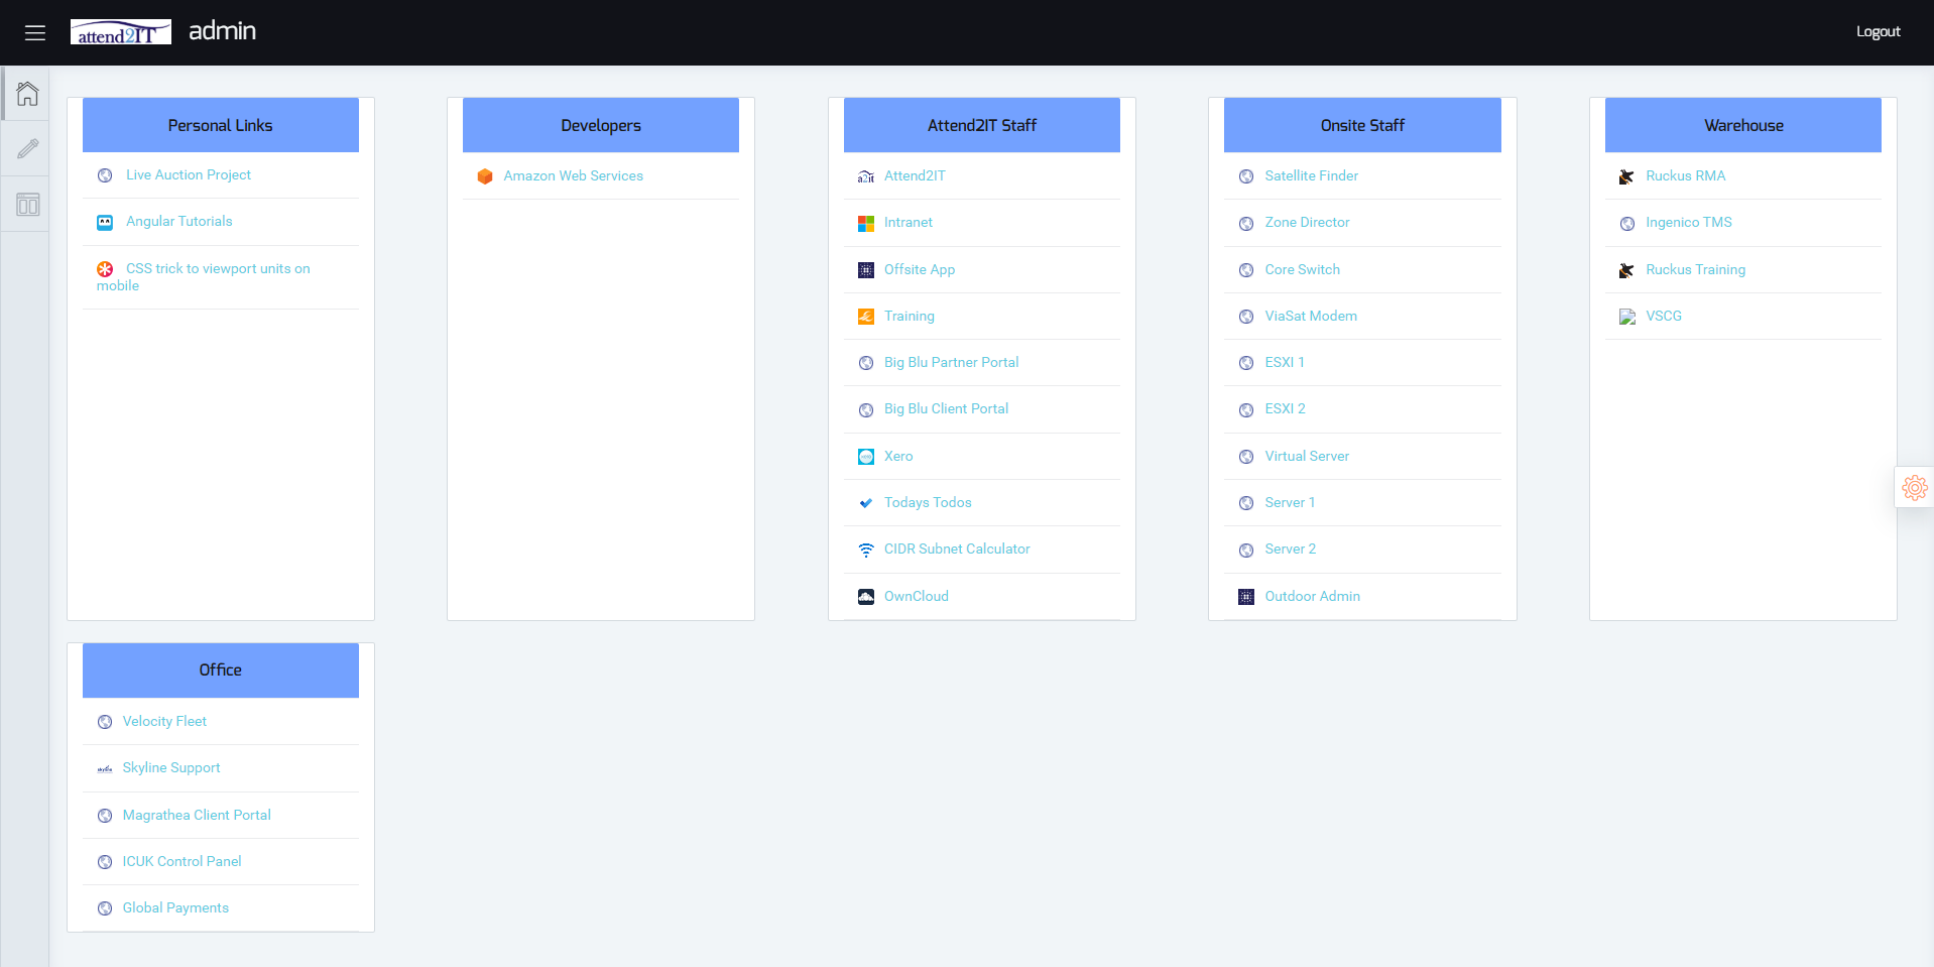 attend2IT admin
Logout
Personal Links
Live Auction Project
Angular Tutorials
CSS trick to viewport units on
mobile
Developers
Amazon Web Services
Attend2IT Staff
Attend2IT
Intranet
Offsite App
Training
Big Blu Partner Portal
Big Blu Client Portal
Xero
Todays Todos
CIDR Subnet Calculator
OwnCloud
Onsite Staff
Satellite Finder
Zone Director
Core Switch
ViaSat Modem
ESXI 1
ESXI 2
Virtual Server
Server 1
Server 2
Outdoor Admin
Warehouse
Ruckus RMA
Ingenico TMS
Ruckus Training
VSCG
Office
Velocity Fleet
Skyline Support
Magrathea Client Portal
ICUK Control Panel
Global Payments